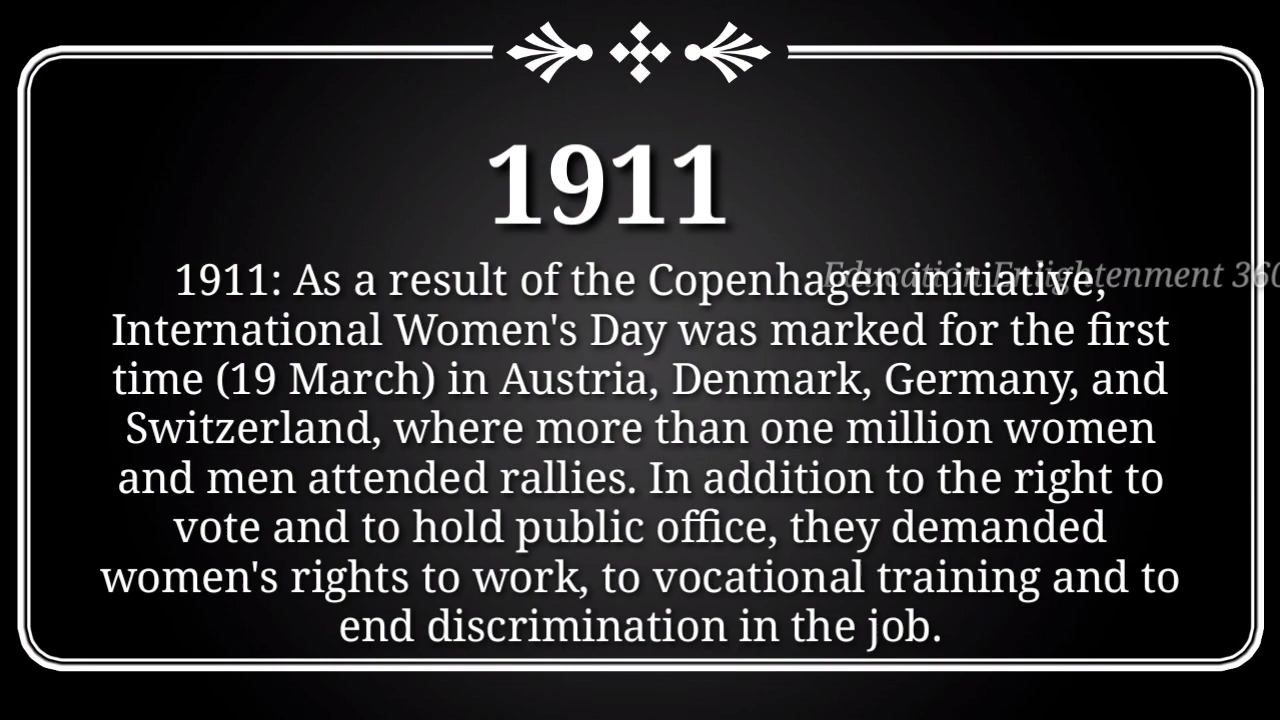 1911
1911: As a result of the Copenhagen initiative,
Education Enlightenment 360
International Women's Day was marked for the first
time (19 March) in Austria, Denmark, Germany, and
Switzerland, where more than one million women
and men attended rallies. In addition to the right to
vote and to hold public office, they demanded
women's rights to work, to vocational training and to
end discrimination in the job.